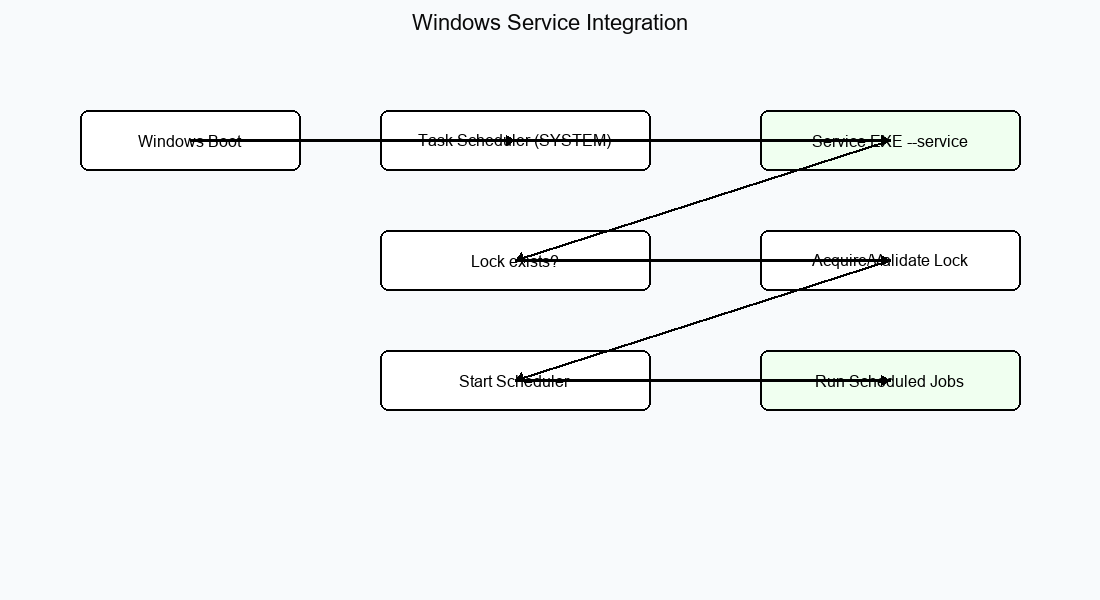 Windows Service Integration
Windows Boot
Task Scheduler (SYSTEM)
Service EXE --service
Lock exists?
Acquire/Validate Lock
Start Scheduler
Run Scheduled Jobs